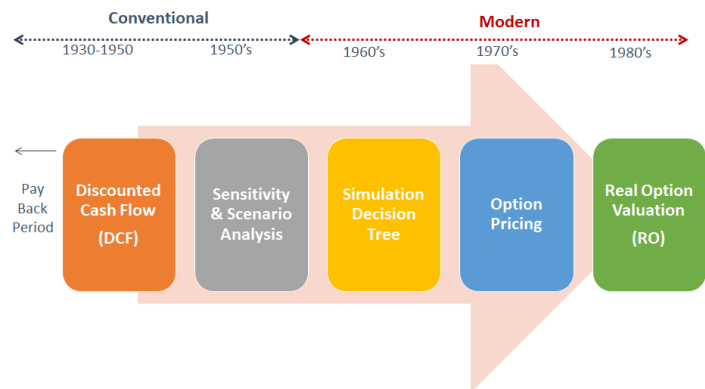 Conventional
Modern
1930-1950
1950’s
1960’s
1970’s
1980’s
Pay
Back
Period
Discounted
Cash Flow
(DCF)
Sensitivity
& Scenario
Analysis
Simulation
Decision
Tree
Option
Pricing
Real Option
Valuation
(RO)